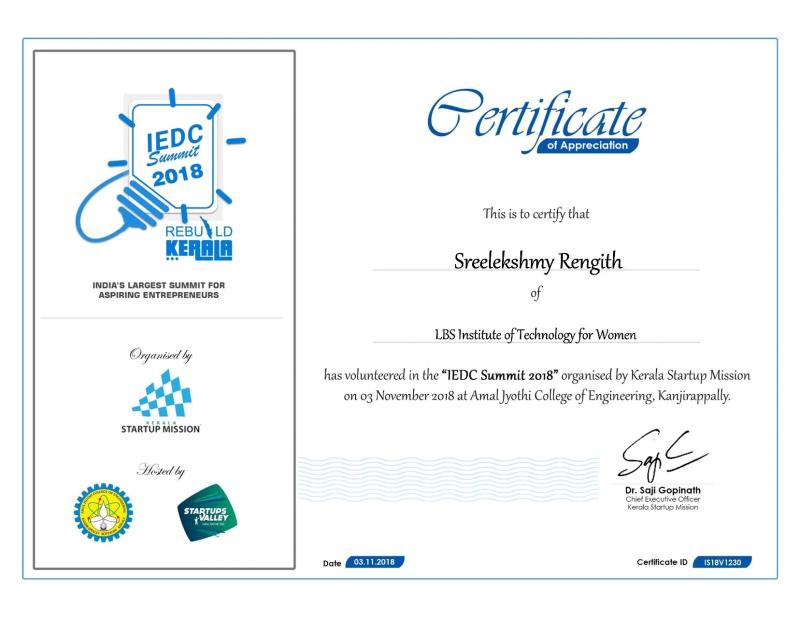 IEDC
Summit
2018
REBUILD
KERALA
INDIA'S LARGEST SUMMIT FOR
ASPIRING ENTREPRENEURS
Organised by
KERALA
STARTUP MISSION
Hosted by
STARTUPS
VALLEY
Certificate
of Appreciation
This is to certify that
Sreelekshmy Rengith
of
LBS Institute of Technology for Women
has volunteered in the “IEDC Summit 2018” organised by Kerala Startup Mission
on 03 November 2018 at Amal Jyothi College of Engineering, Kanjirappally.
Dr. Saji Gopinath
Chief Executive Officer
Kerala Startup Mission
Date 03.11.2018
Certificate ID IS18V1230